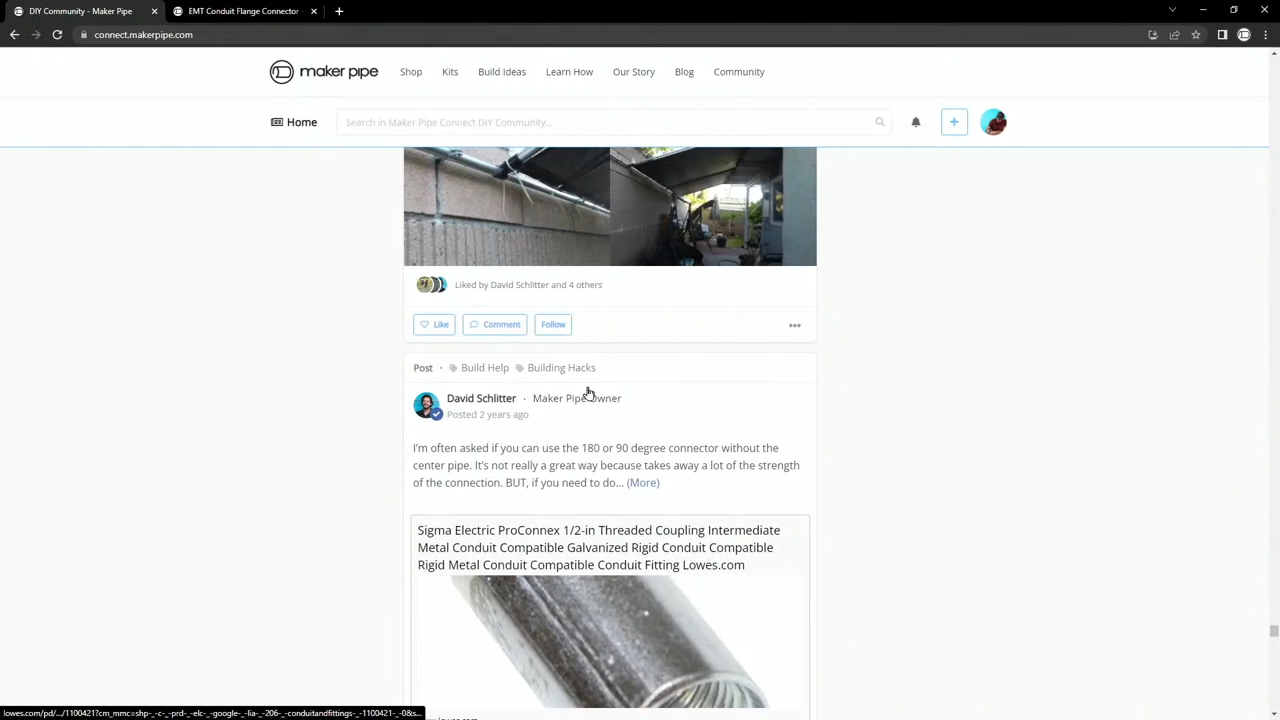 DIY Community - Maker Pipe
EMT Conduit Flange Connector
connect.makerpipe.com
maker pipe
Shop
Kits
Build Ideas
Learn How
Our Story
Blog
Community
Home
Search in Maker Pipe Connect DIY Community...
Liked by David Schlitter and 4 others
Like
Comment
Follow
Post · Build Help Building Hacks
David Schlitter · Maker Pipe Owner
Posted 2 years ago
I'm often asked if you can use the 180 or 90 degree connector without the
center pipe. It's not really a great way because takes away a lot of the strength
of the connection. BUT, if you need to do... (More)
Sigma Electric ProConnex 1/2-in Threaded Coupling Intermediate
Metal Conduit Compatible Galvanized Rigid Conduit Compatible
Rigid Metal Conduit Compatible Conduit Fitting Lowes.com